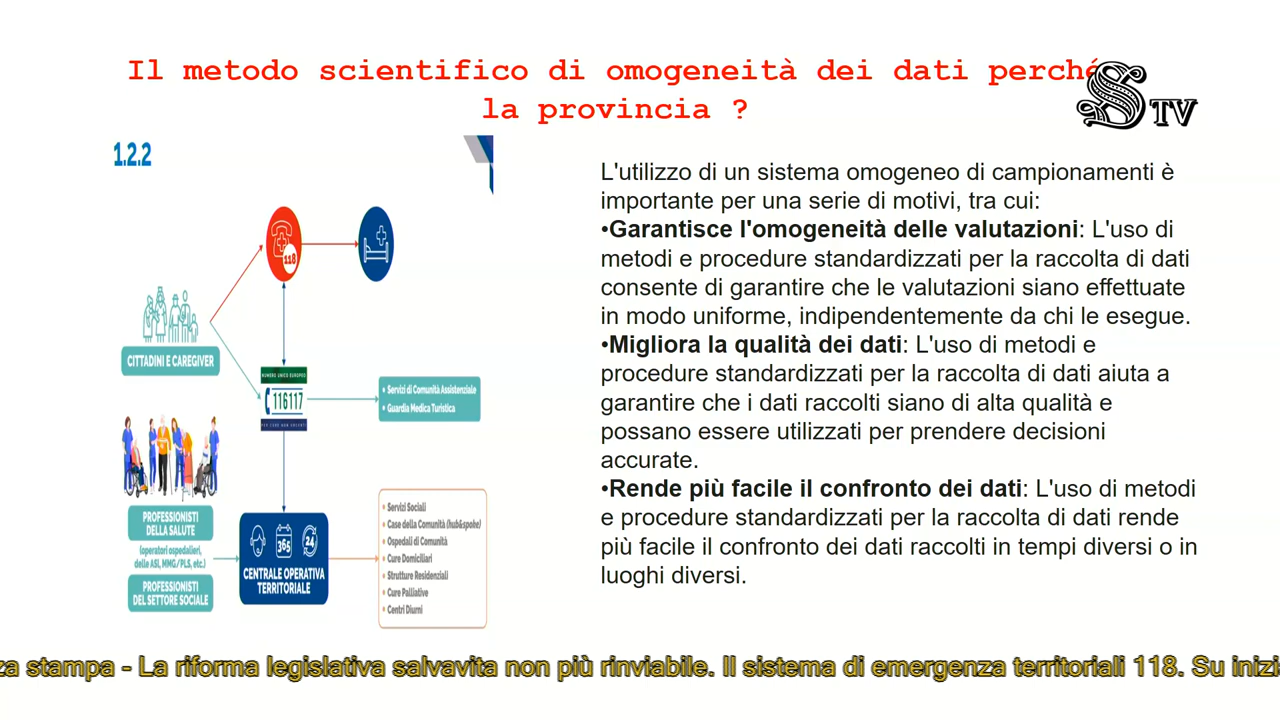 Il metodo scientifico di omogeneità dei dati perché
la provincia ?
S TV
1.2.2
118
CITTADINI E CAREGIVER
NUMERO UNICO EUROPEO
116117
PER CURE NON URGENTI
• Servizi di Comunità Assistenziale
• Guardia Medica Turistica
PROFESSIONISTI
DELLA SALUTE
(operatori ospedalieri,
delle ASL, MMG/PLS, etc.)
PROFESSIONISTI
DEL SETTORE SOCIALE
365
24
CENTRALE OPERATIVA
TERRITORIALE
• Servizi Sociali
• Case della Comunità (hub&spoke)
• Ospedali di Comunità
• Cure Domiciliari
• Strutture Residenziali
• Cure Palliative
• Centri Diurni
L'utilizzo di un sistema omogeneo di campionamenti è
importante per una serie di motivi, tra cui:
•Garantisce l'omogeneità delle valutazioni: L'uso di
metodi e procedure standardizzati per la raccolta di dati
consente di garantire che le valutazioni siano effettuate
in modo uniforme, indipendentemente da chi le esegue.
•Migliora la qualità dei dati: L'uso di metodi e
procedure standardizzati per la raccolta di dati aiuta a
garantire che i dati raccolti siano di alta qualità e
possano essere utilizzati per prendere decisioni
accurate.
•Rende più facile il confronto dei dati: L'uso di metodi
e procedure standardizzati per la raccolta di dati rende
più facile il confronto dei dati raccolti in tempi diversi o in
luoghi diversi.
za stampa - La riforma legislativa salvavita non più rinviabile. Il sistema di emergenza territoriali 118. Su inizi